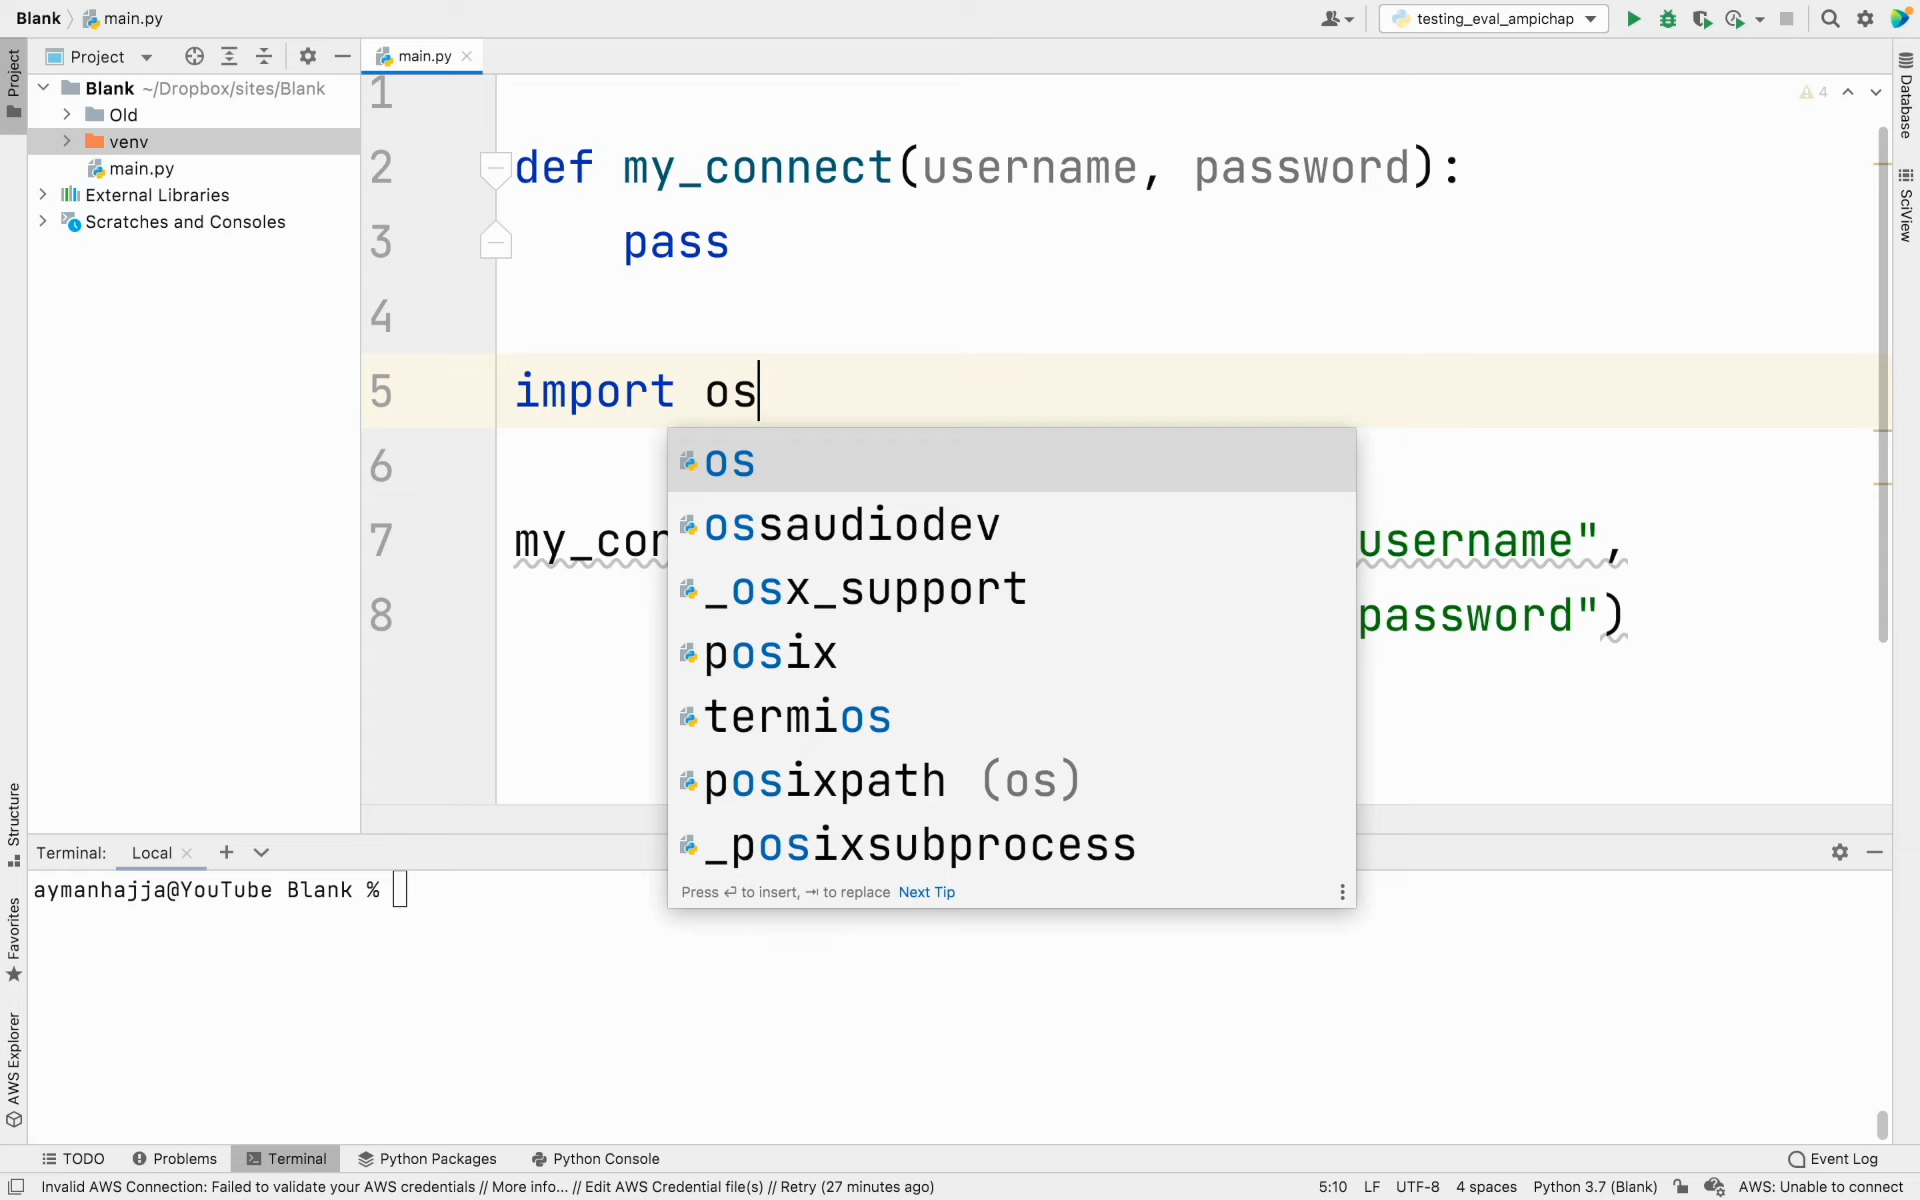 Blank main.py testing_eval_ampichap
Project main.py
Project
Blank ~/Dropbox/sites/Blank
Old
venv
main.py
External Libraries
Scratches and Consoles
1
2 def my_connect(username, password):
3 pass
4
5 import os
6
7 my_con username",
8 password")
4
os
ossaudiodev
_osx_support
posix
termios
posixpath (os)
_posixsubprocess
Press ↵ to insert, ⇥ to replace Next Tip
Database
SciView
Structure
Favorites
AWS Explorer
Terminal: Local
aymanhajja@YouTube Blank %
TODO Problems Terminal Python Packages Python Console Event Log
Invalid AWS Connection: Failed to validate your AWS credentials // More info... // Edit AWS Credential file(s) // Retry (27 minutes ago) 5:10 LF UTF-8 4 spaces Python 3.7 (Blank) AWS: Unable to connect